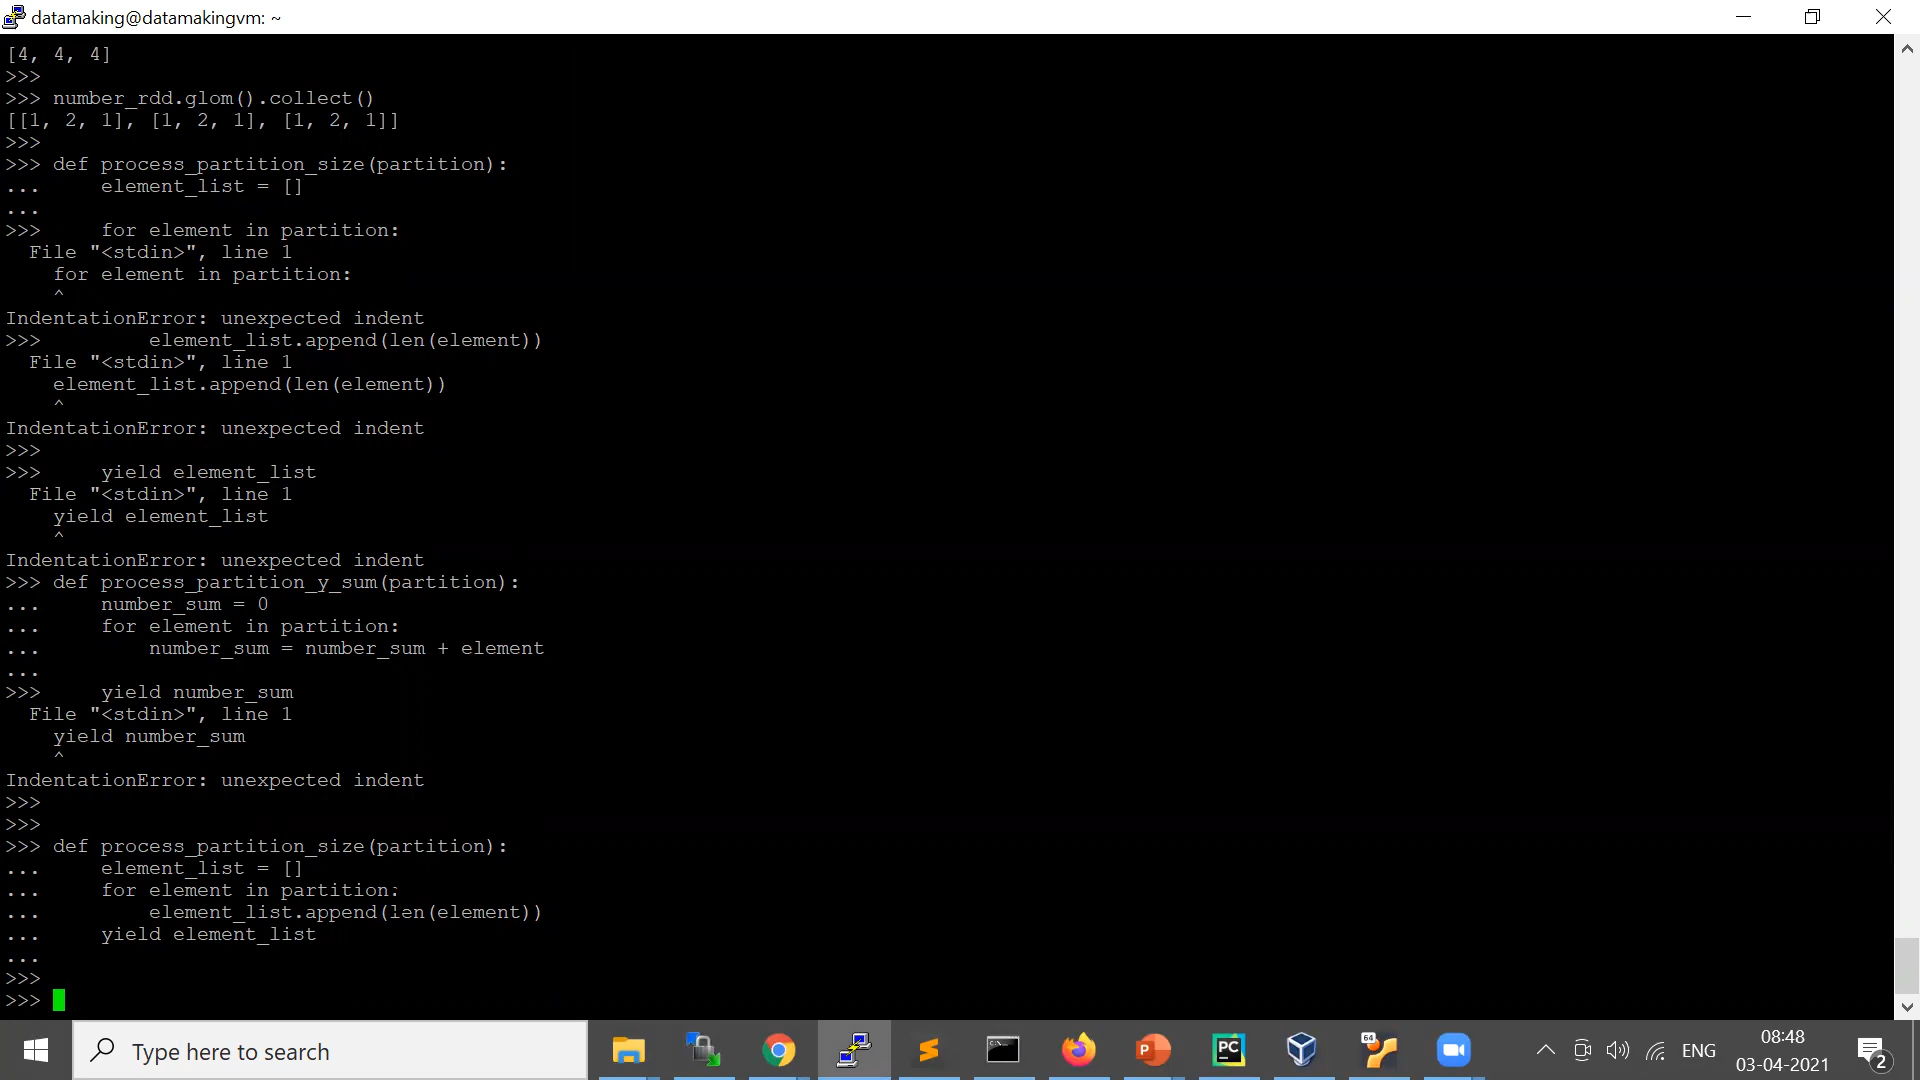 datamaking@datamakingvm: ~
[4, 4, 4]
>>>
>>> number_rdd.glom().collect()
[[1, 2, 1], [1, 2, 1], [1, 2, 1]]
>>>
>>> def process_partition_size(partition):
...     element_list = []
...
>>>     for element in partition:
  File "<stdin>", line 1
    for element in partition:
    ^
IndentationError: unexpected indent
>>>         element_list.append(len(element))
  File "<stdin>", line 1
    element_list.append(len(element))
    ^
IndentationError: unexpected indent
>>>
>>>     yield element_list
  File "<stdin>", line 1
    yield element_list
    ^
IndentationError: unexpected indent
>>> def process_partition_y_sum(partition):
...     number_sum = 0
...     for element in partition:
...         number_sum = number_sum + element
...
>>>     yield number_sum
  File "<stdin>", line 1
    yield number_sum
    ^
IndentationError: unexpected indent
>>>
>>>
>>> def process_partition_size(partition):
...     element_list = []
...     for element in partition:
...         element_list.append(len(element))
...     yield element_list
...
>>>
>>>
Type here to search
64
P
PC
ENG
08:48
03-04-2021
2